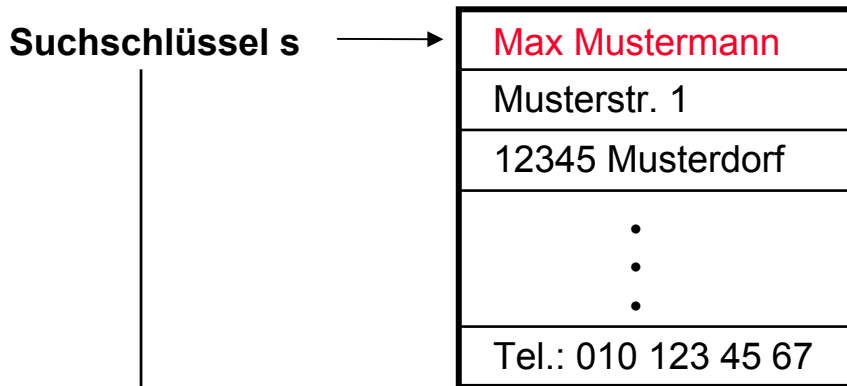 Suchschlüssel s
Max Mustermann
Musterstr. 1
12345 Musterdorf
Tel.: 010 123 45 67